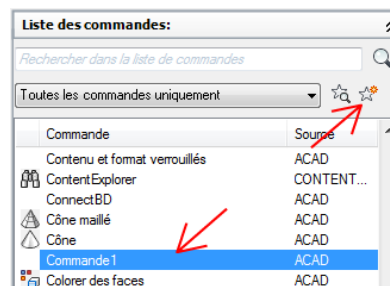 Liste des commandes:
Rechercher dans la liste de commandes
Toutes les commandes uniquement
Commande Source
Contenu et format verrouillés ACAD
ContentExplorer CONTENT...
ConnectBD ACAD
Cône maillé ACAD
Cône ACAD
Commande1 ACAD
Colorer des faces ACAD